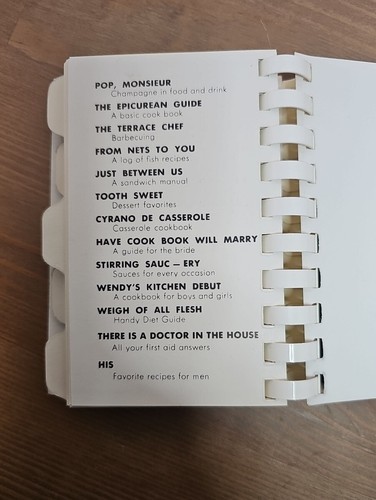 POP, MONSIEUR
Champagne in food and drink
THE EPICUREAN GUIDE
A basic cook book
THE TERRACE CHEF
Barbecuing
FROM NETS TO YOU
A log of fish recipes
JUST BETWEEN US
A sandwich manual
TOOTH SWEET
Dessert favorites
CYRANO DE CASSEROLE
Casserole cookbook
HAVE COOK BOOK WILL MARRY
A guide for the bride
STIRRING SAUC — ERY
Sauces for every occasion
WENDY'S KITCHEN DEBUT
A cookbook for boys and girls
WEIGH OF ALL FLESH
Handy Diet Guide
THERE IS A DOCTOR IN THE HOUSE
All your first aid answers
HIS
Favorite recipes for men